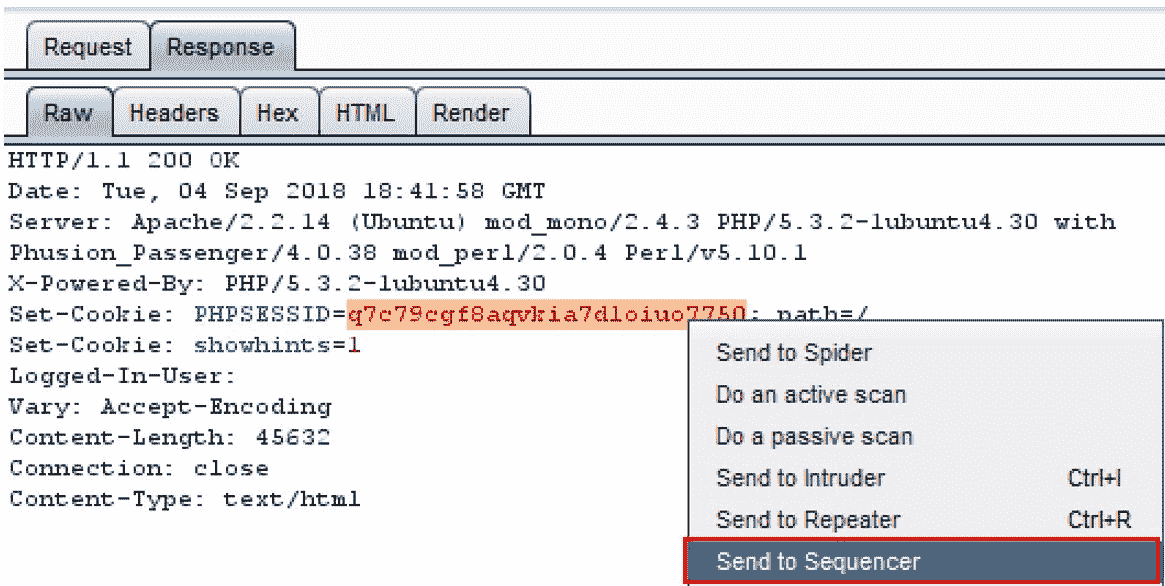 Request Response
Raw Headers Hex HTML Render
HTTP/1.1 200 OK
Date: Tue, 04 Sep 2018 18:41:58 GMT
Server: Apache/2.2.14 (Ubuntu) mod_mono/2.4.3 PHP/5.3.2-1ubuntu4.30 with
Phusion_Passenger/4.0.38 mod_perl/2.0.4 Perl/v5.10.1
X-Powered-By: PHP/5.3.2-1ubuntu4.30
Set-Cookie: PHPSESSID=q7c79cgf8aqvkia7dloiuo7750; path=/
Set-Cookie: showhints=1
Logged-In-User:
Vary: Accept-Encoding
Content-Length: 45632
Connection: close
Content-Type: text/html
Send to Spider
Do an active scan
Do a passive scan
Send to Intruder Ctrl+I
Send to Repeater Ctrl+R
Send to Sequencer